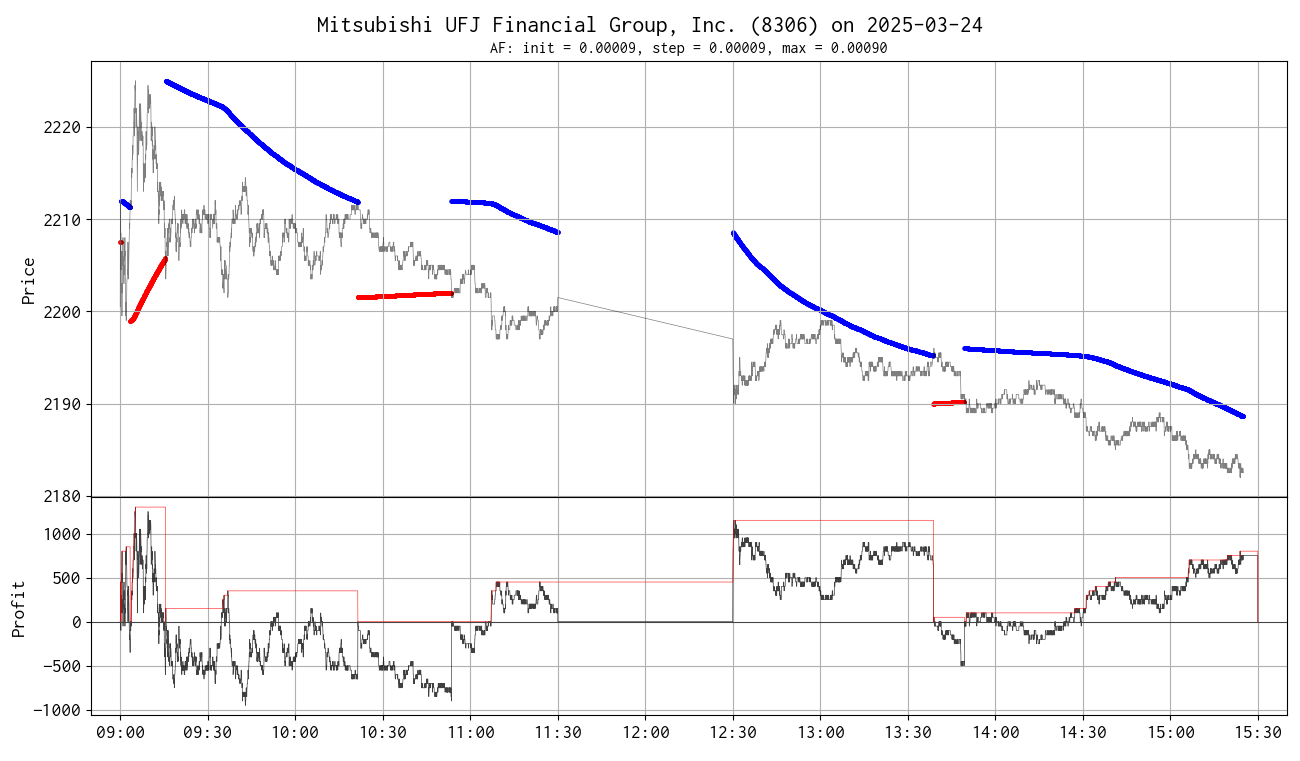 Mitsubishi UFJ Financial Group, Inc. (8306) on 2025-03-24
AF: init = 0.00009, step = 0.00009, max = 0.00090
Price
2220
2210
2200
2190
2180
Profit
1000
500
0
−500
−1000
09:00 09:30 10:00 10:30 11:00 11:30 12:00 12:30 13:00 13:30 14:00 14:30 15:00 15:30